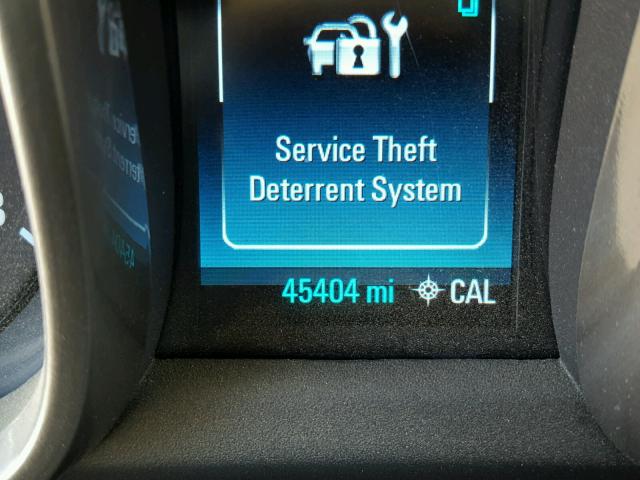 Service Theft
Deterrent System
45404 mi CAL